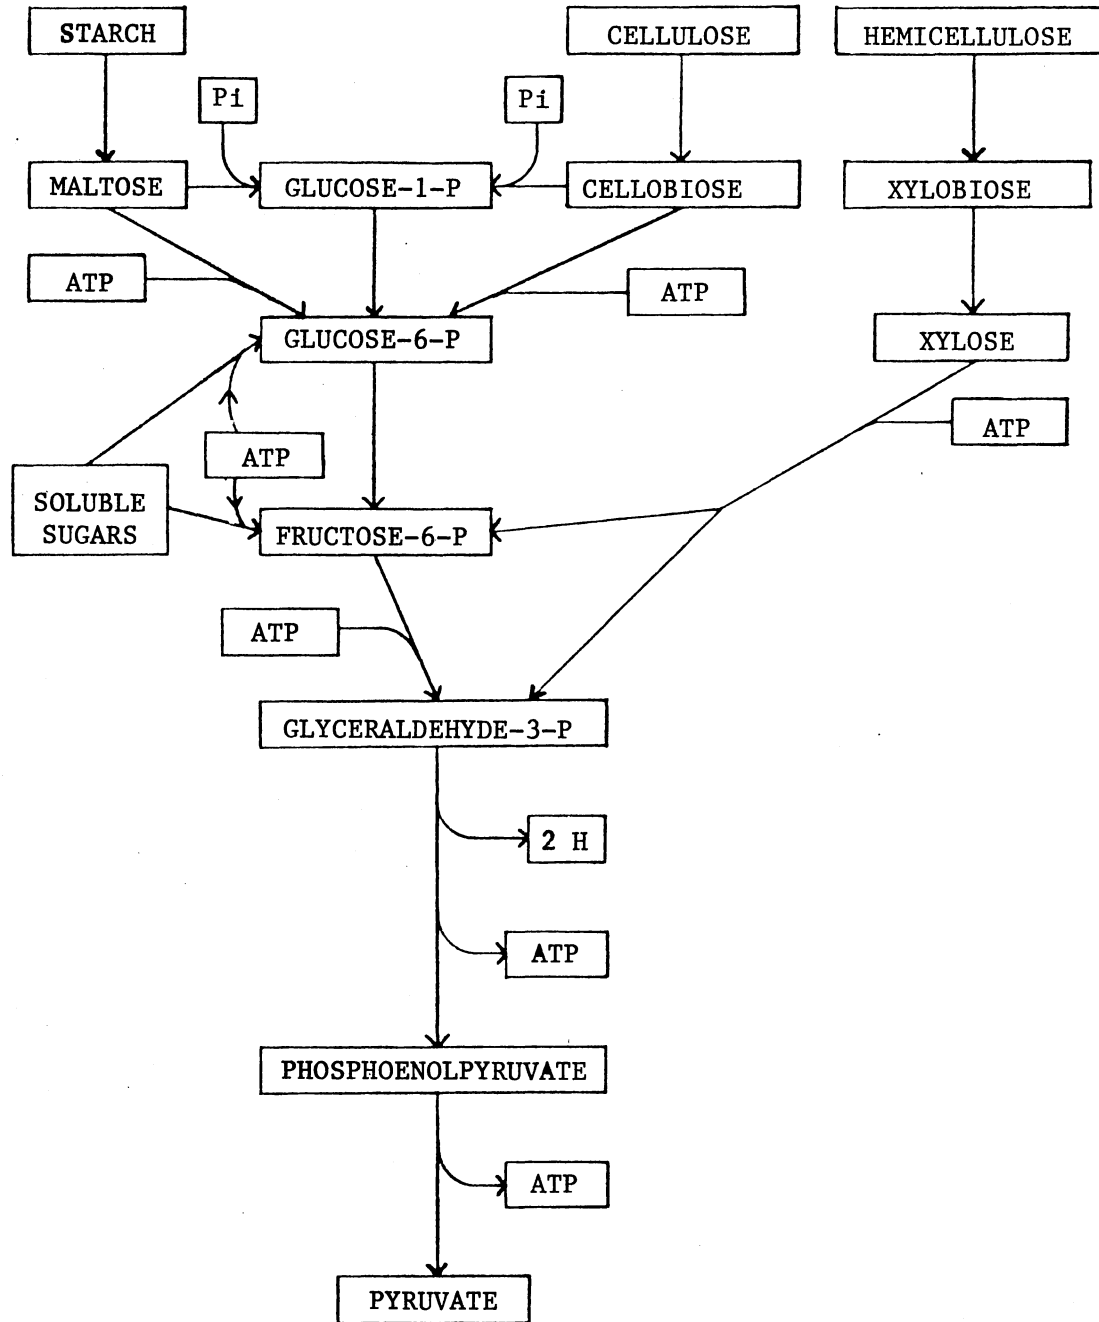 STARCH
CELLULOSE
HEMICELLULOSE
Pi
Pi
MALTOSE
GLUCOSE-1-P
CELLOBIOSE
XYLOBIOSE
ATP
ATP
GLUCOSE-6-P
XYLOSE
ATP
ATP
SOLUBLE
SUGARS
FRUCTOSE-6-P
ATP
GLYCERALDEHYDE-3-P
2 H
ATP
PHOSPHOENOLPYRUVATE
ATP
PYRUVATE